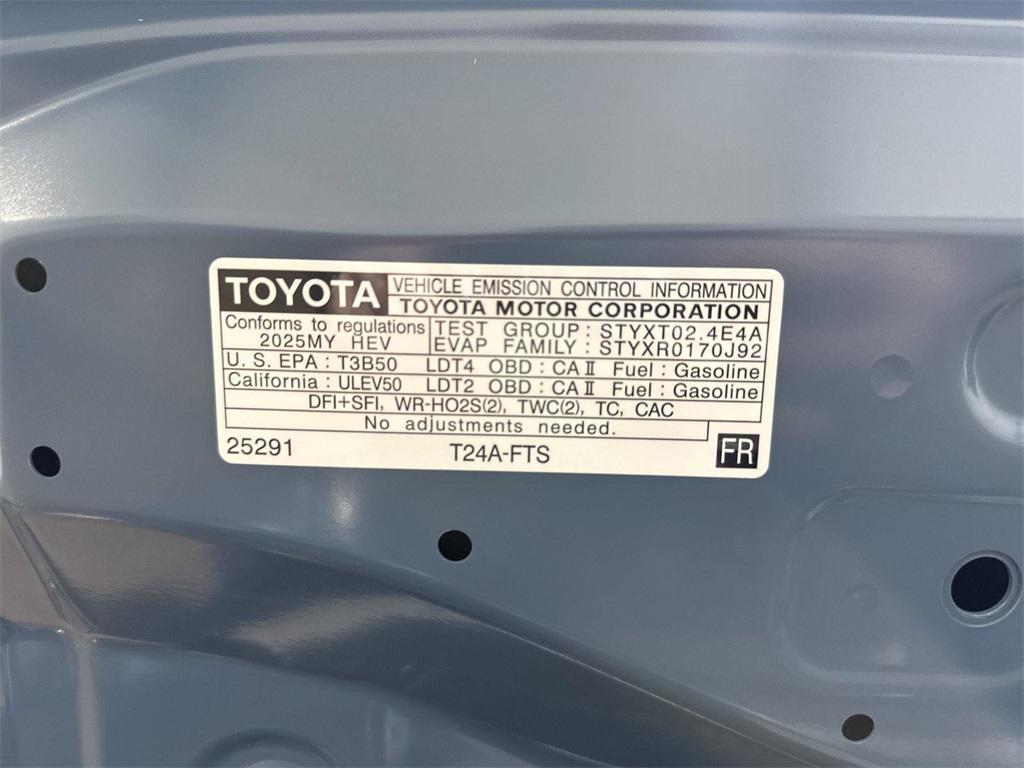 TOYOTA
VEHICLE EMISSION CONTROL INFORMATION
TOYOTA MOTOR CORPORATION
Conforms to regulations
2025MY HEV
TEST GROUP : STYXT02.4E4A
EVAP FAMILY : STYXR0170J92
U. S. EPA : T3B50 LDT4 OBD : CA II Fuel : Gasoline
California : ULEV50 LDT2 OBD : CA II Fuel : Gasoline
DFI+SFI, WR-HO2S(2), TWC(2), TC, CAC
No adjustments needed.
25291 T24A-FTS FR